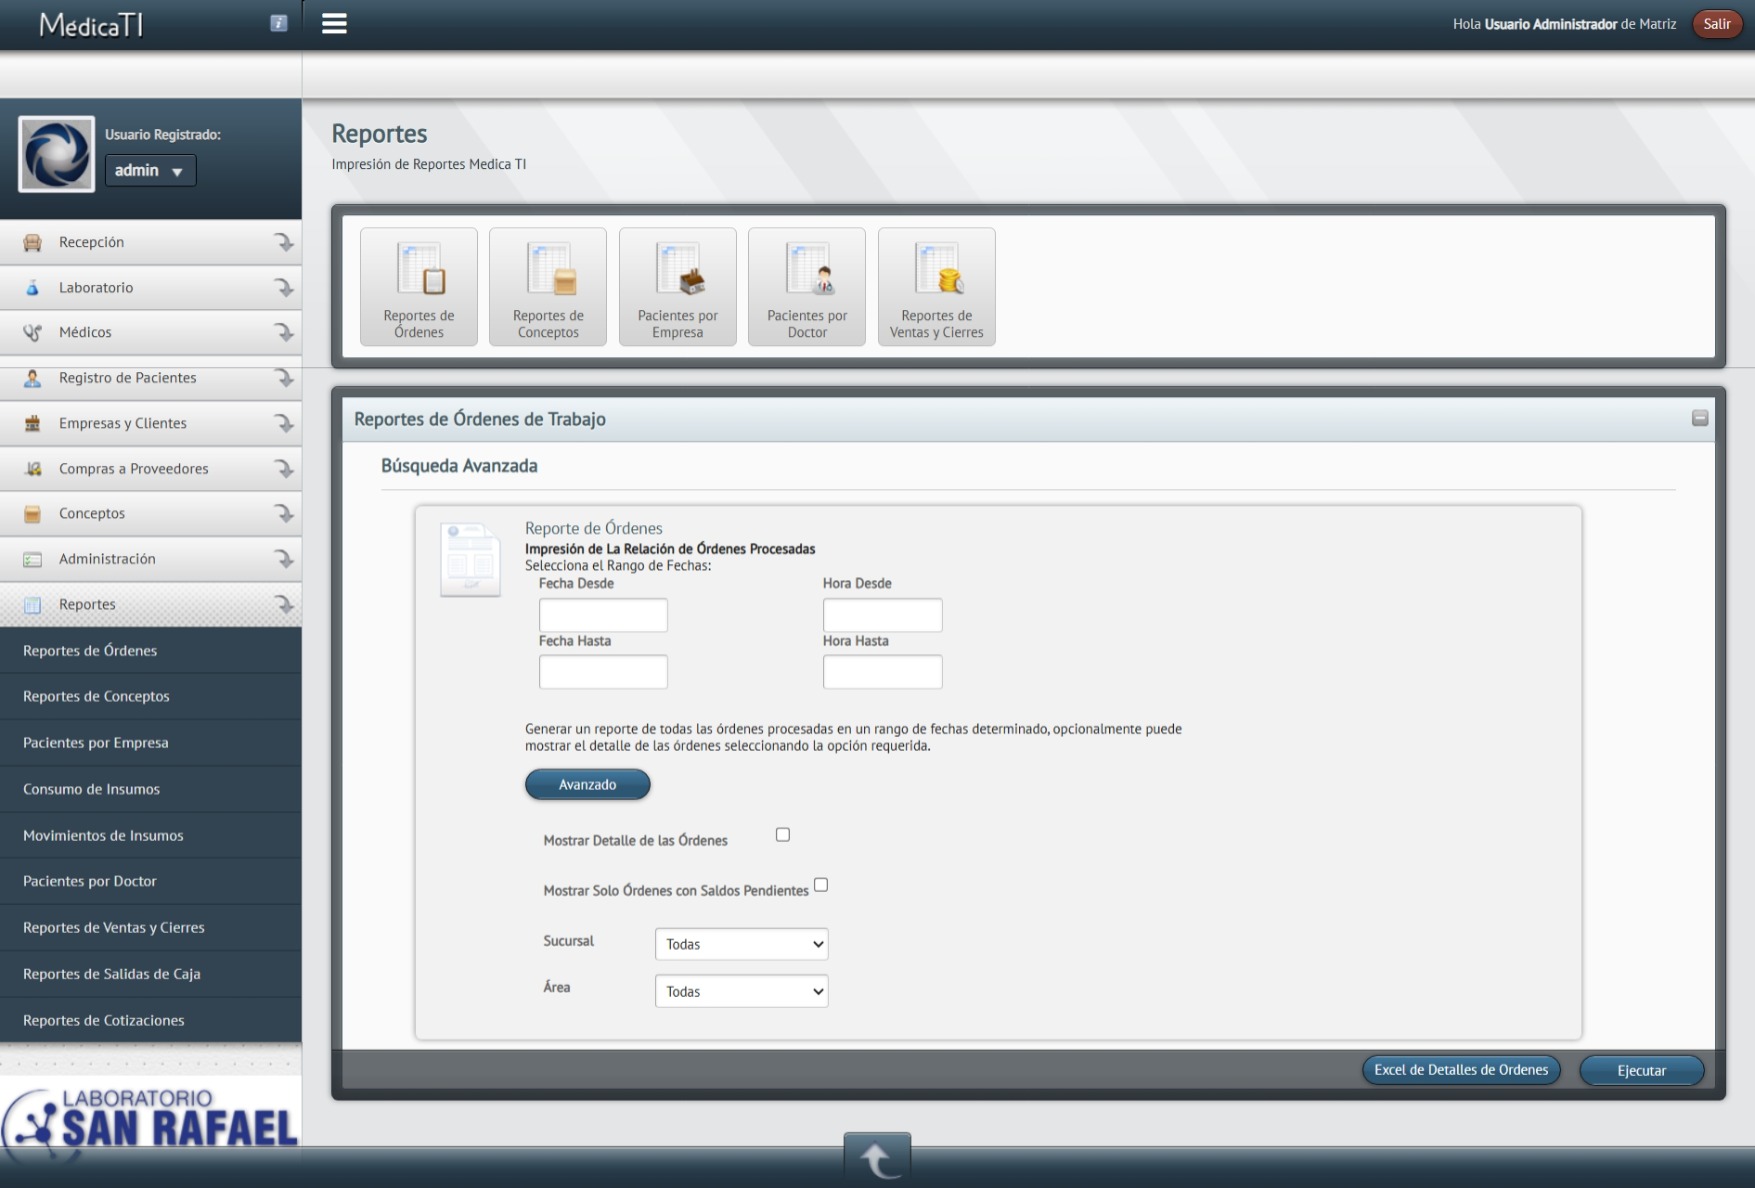 MédicaTI
Hola Usuario Administrador de Matriz
Salir
Usuario Registrado:
admin
Recepción
Laboratorio
Médicos
Registro de Pacientes
Empresas y Clientes
Compras a Proveedores
Conceptos
Administración
Reportes
Reportes de Órdenes
Reportes de Conceptos
Pacientes por Empresa
Consumo de Insumos
Movimientos de Insumos
Pacientes por Doctor
Reportes de Ventas y Cierres
Reportes de Salidas de Caja
Reportes de Cotizaciones
LABORATORIO
SAN RAFAEL
Reportes
Impresión de Reportes Medica TI
Reportes de
Órdenes
Reportes de
Conceptos
Pacientes por
Empresa
Pacientes por
Doctor
Reportes de
Ventas y Cierres
Reportes de Órdenes de Trabajo
Búsqueda Avanzada
Reporte de Órdenes
Impresión de La Relación de Órdenes Procesadas
Selecciona el Rango de Fechas:
Fecha Desde
Hora Desde
Fecha Hasta
Hora Hasta
Generar un reporte de todas las órdenes procesadas en un rango de fechas determinado, opcionalmente puede
mostrar el detalle de las órdenes seleccionando la opción requerida.
Avanzado
Mostrar Detalle de las Órdenes
Mostrar Solo Órdenes con Saldos Pendientes
Sucursal
Todas
Área
Todas
Excel de Detalles de Ordenes
Ejecutar